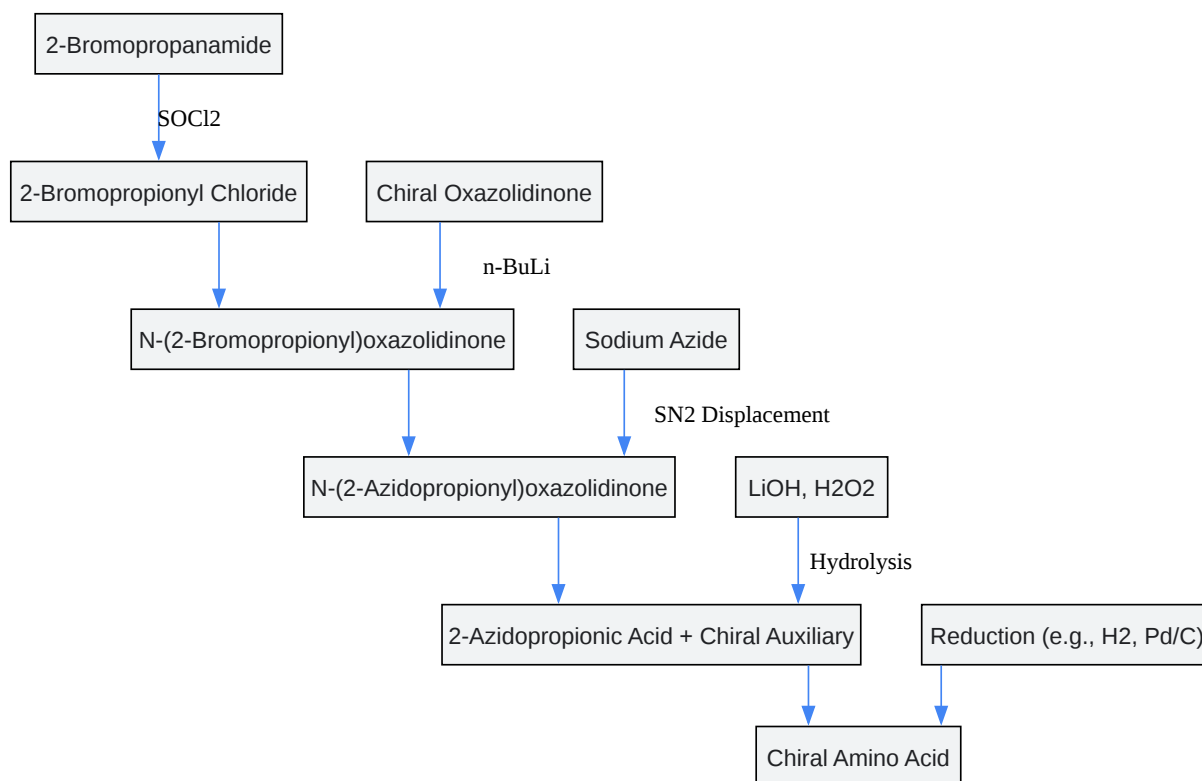 2-Bromopropanamide
SOCl2
2-Bromopropionyl Chloride
Chiral Oxazolidinone
n-BuLi
N-(2-Bromopropionyl)oxazolidinone
Sodium Azide
SN2 Displacement
N-(2-Azidopropionyl)oxazolidinone
LiOH, H2O2
Hydrolysis
2-Azidopropionic Acid + Chiral Auxiliary
Reduction (e.g., H2, Pd/C)
Chiral Amino Acid